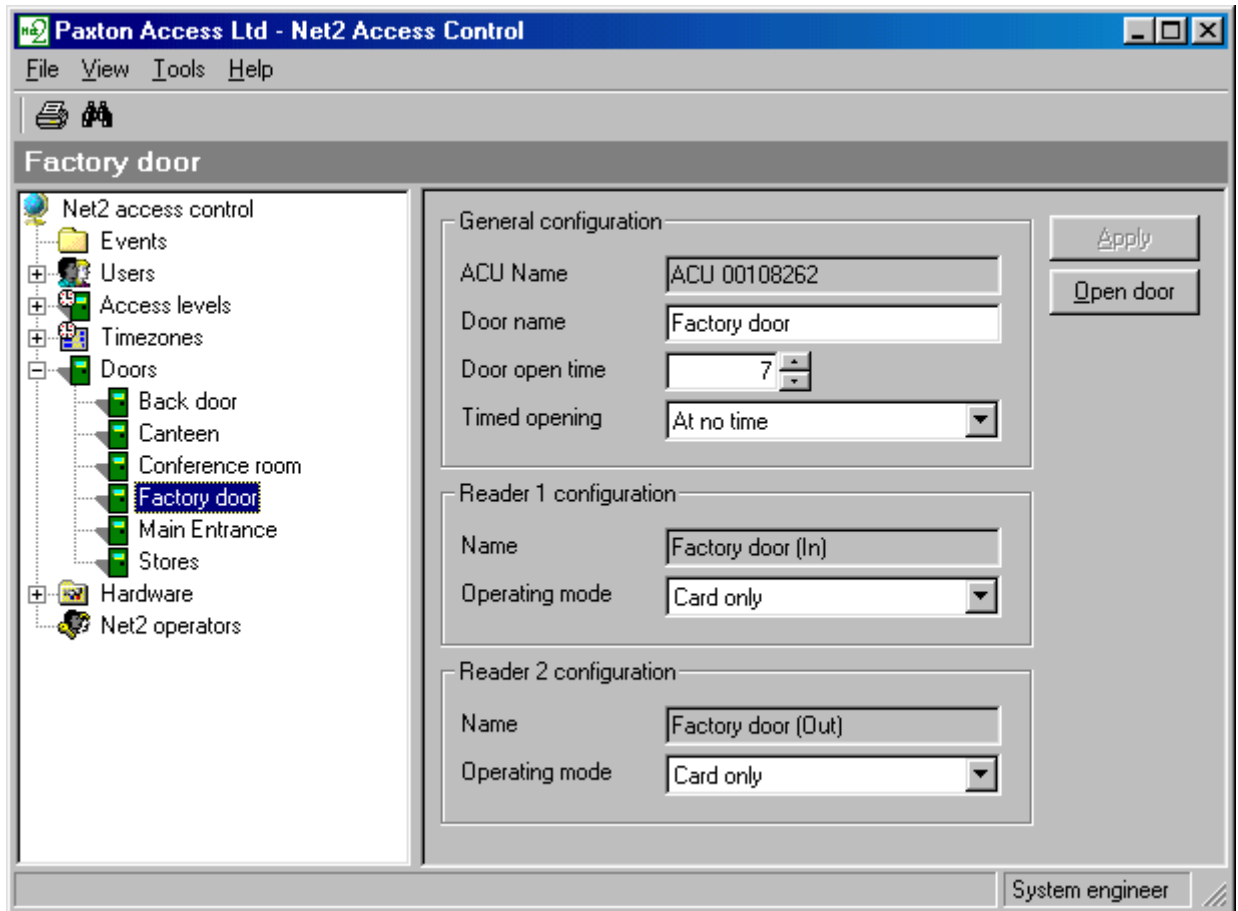 Paxton Access Ltd - Net2 Access Control
File View Tools Help
Factory door
Net2 access control
Events
Users
Access levels
Timezones
Doors
Back door
Canteen
Conference room
Factory door
Main Entrance
Stores
Hardware
Net2 operators
General configuration
ACU Name ACU 00108262
Door name Factory door
Door open time 7
Timed opening At no time
Reader 1 configuration
Name Factory door (In)
Operating mode Card only
Reader 2 configuration
Name Factory door (Out)
Operating mode Card only
Apply
Open door
System engineer